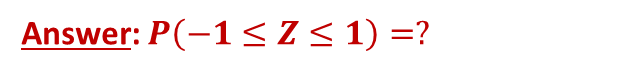 Answer: P(−1 ≤ Z ≤ 1) =?